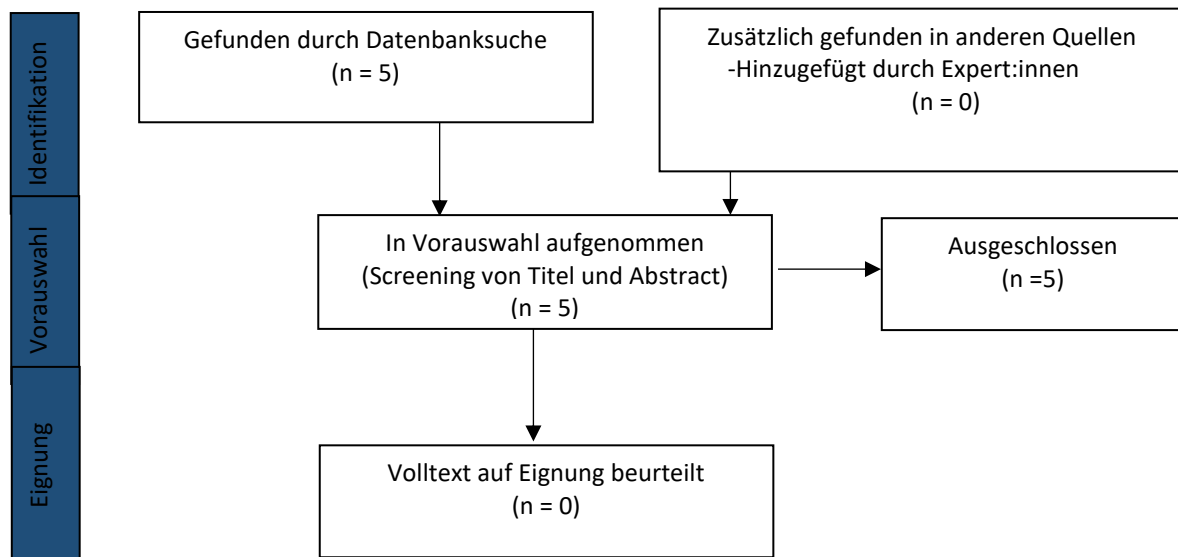 Identifikation
Gefunden durch Datenbanksuche
(n = 5)
Zusätzlich gefunden in anderen Quellen
-Hinzugefügt durch Expert:innen
(n = 0)
Vorauswahl
In Vorauswahl aufgenommen
(Screening von Titel und Abstract)
(n = 5)
Ausgeschlossen
(n =5)
Eignung
Volltext auf Eignung beurteilt
(n = 0)